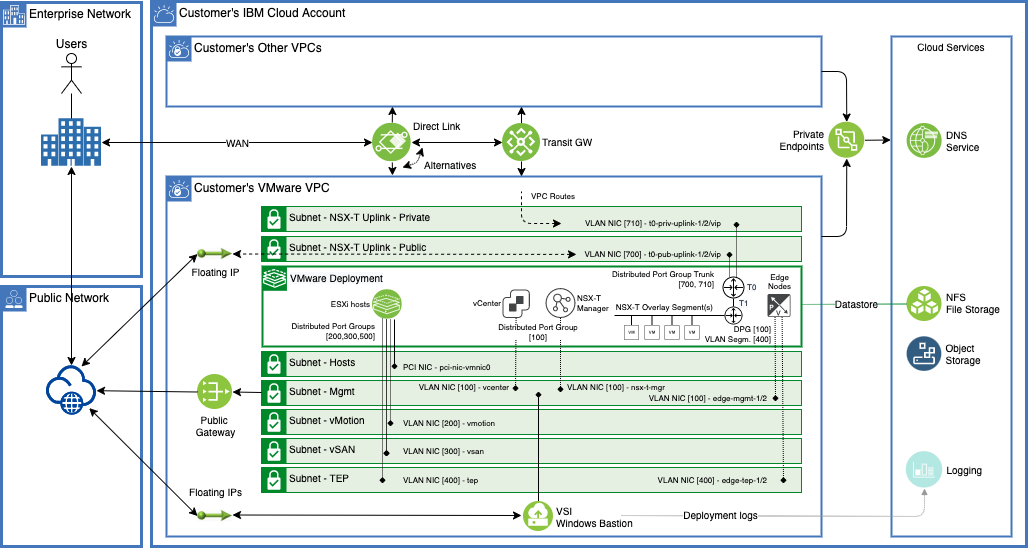 Enterprise Network
Users
Customer's IBM Cloud Account
Customer's Other VPCs
Cloud Services
WAN
Direct Link
Alternatives
Transit GW
Private
Endpoints
DNS
Service
Customer's VMware VPC
VPC Routes
Subnet - NSX-T Uplink - Private
VLAN NIC [710] - t0-priv-uplink-1/2/vip
Subnet - NSX-T Uplink - Public
VLAN NIC [700] - t0-pub-uplink-1/2/vip
Floating IP
VMware Deployment
ESXi hosts
Distributed Port Groups
[200,300,500]
vCenter
NSX-T
Manager
Distributed Port Group
[100]
Distributed Port Group Trunk
[700, 710]
T0
T1
NSX-T Overlay Segment(s)
VM
VM
VM
VM
Edge
Nodes
P
V
DPG [100]
VLAN Segm. [400]
Datastore
NFS
File Storage
Object
Storage
Public Network
Subnet - Hosts
PCI NIC - pci-nic-vmnic0
Subnet - Mgmt
VLAN NIC [100] - vcenter
VLAN NIC [100] - nsx-t-mgr
VLAN NIC [100] - edge-mgmt-1/2
Public
Gateway
Subnet - vMotion
VLAN NIC [200] - vmotion
Subnet - vSAN
VLAN NIC [300] - vsan
Subnet - TEP
VLAN NIC [400] - tep
VLAN NIC [400] - edge-tep-1/2
Logging
Floating IPs
VSI
Windows Bastion
Deployment logs